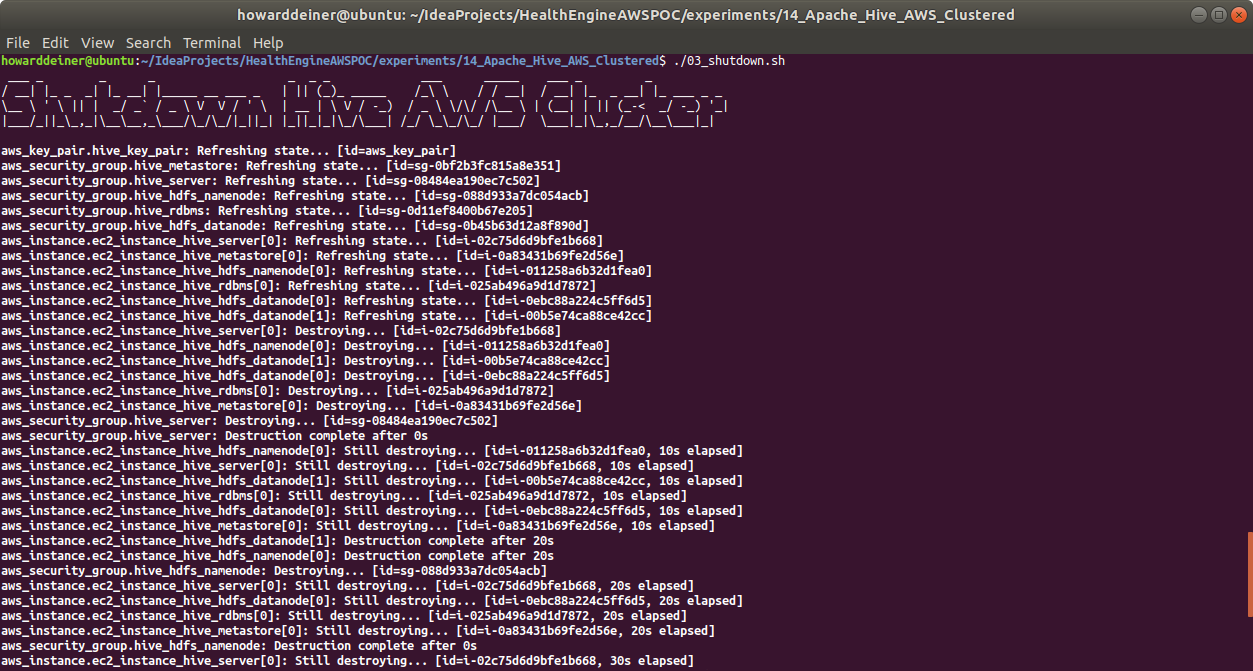 howarddeiner@ubuntu: ~/IdeaProjects/HealthEngineAWSPOC/experiments/14_Apache_Hive_AWS_Clustered
File Edit View Search Terminal Help
howarddeiner@ubuntu:~/IdeaProjects/HealthEngineAWSPOC/experiments/14_Apache_Hive_AWS_Clustered$ ./03_shutdown.sh
Shutdown Hive AWS Cluster
aws_key_pair.hive_key_pair: Refreshing state... [id=aws_key_pair]
aws_security_group.hive_metastore: Refreshing state... [id=sg-0bf2b3fc815a8e351]
aws_security_group.hive_server: Refreshing state... [id=sg-08484ea190ec7c502]
aws_security_group.hive_hdfs_namenode: Refreshing state... [id=sg-088d933a7dc054acb]
aws_security_group.hive_rdbms: Refreshing state... [id=sg-0d11ef8400b67e205]
aws_security_group.hive_hdfs_datanode: Refreshing state... [id=sg-0b45b63d12a8f890d]
aws_instance.ec2_instance_hive_server[0]: Refreshing state... [id=i-02c75d6d9bfe1b668]
aws_instance.ec2_instance_hive_metastore[0]: Refreshing state... [id=i-0a83431b69fe2d56e]
aws_instance.ec2_instance_hive_hdfs_namenode[0]: Refreshing state... [id=i-011258a6b32d1fea0]
aws_instance.ec2_instance_hive_rdbms[0]: Refreshing state... [id=i-025ab496a9d1d7872]
aws_instance.ec2_instance_hive_hdfs_datanode[0]: Refreshing state... [id=i-0ebc88a224c5ff6d5]
aws_instance.ec2_instance_hive_hdfs_datanode[1]: Refreshing state... [id=i-00b5e74ca88ce42cc]
aws_instance.ec2_instance_hive_server[0]: Destroying... [id=i-02c75d6d9bfe1b668]
aws_instance.ec2_instance_hive_hdfs_namenode[0]: Destroying... [id=i-011258a6b32d1fea0]
aws_instance.ec2_instance_hive_hdfs_datanode[1]: Destroying... [id=i-00b5e74ca88ce42cc]
aws_instance.ec2_instance_hive_hdfs_datanode[0]: Destroying... [id=i-0ebc88a224c5ff6d5]
aws_instance.ec2_instance_hive_rdbms[0]: Destroying... [id=i-025ab496a9d1d7872]
aws_instance.ec2_instance_hive_metastore[0]: Destroying... [id=i-0a83431b69fe2d56e]
aws_security_group.hive_server: Destroying... [id=sg-08484ea190ec7c502]
aws_security_group.hive_server: Destruction complete after 0s
aws_instance.ec2_instance_hive_hdfs_namenode[0]: Still destroying... [id=i-011258a6b32d1fea0, 10s elapsed]
aws_instance.ec2_instance_hive_server[0]: Still destroying... [id=i-02c75d6d9bfe1b668, 10s elapsed]
aws_instance.ec2_instance_hive_hdfs_datanode[1]: Still destroying... [id=i-00b5e74ca88ce42cc, 10s elapsed]
aws_instance.ec2_instance_hive_rdbms[0]: Still destroying... [id=i-025ab496a9d1d7872, 10s elapsed]
aws_instance.ec2_instance_hive_hdfs_datanode[0]: Still destroying... [id=i-0ebc88a224c5ff6d5, 10s elapsed]
aws_instance.ec2_instance_hive_metastore[0]: Still destroying... [id=i-0a83431b69fe2d56e, 10s elapsed]
aws_instance.ec2_instance_hive_hdfs_datanode[1]: Destruction complete after 20s
aws_instance.ec2_instance_hive_hdfs_namenode[0]: Destruction complete after 20s
aws_security_group.hive_hdfs_namenode: Destroying... [id=sg-088d933a7dc054acb]
aws_instance.ec2_instance_hive_server[0]: Still destroying... [id=i-02c75d6d9bfe1b668, 20s elapsed]
aws_instance.ec2_instance_hive_hdfs_datanode[0]: Still destroying... [id=i-0ebc88a224c5ff6d5, 20s elapsed]
aws_instance.ec2_instance_hive_rdbms[0]: Still destroying... [id=i-025ab496a9d1d7872, 20s elapsed]
aws_instance.ec2_instance_hive_metastore[0]: Still destroying... [id=i-0a83431b69fe2d56e, 20s elapsed]
aws_security_group.hive_hdfs_namenode: Destruction complete after 0s
aws_instance.ec2_instance_hive_server[0]: Still destroying... [id=i-02c75d6d9bfe1b668, 30s elapsed]